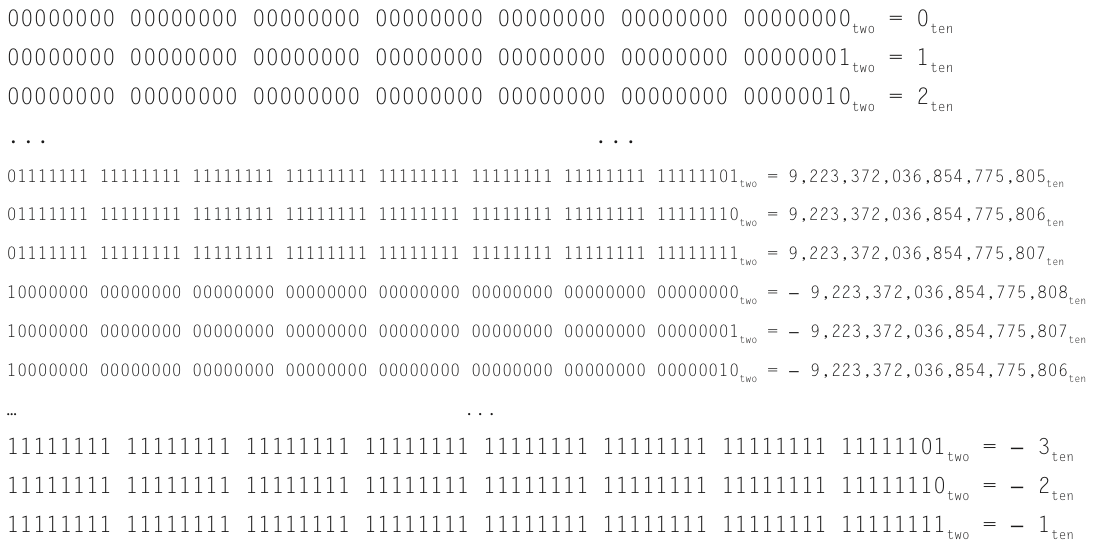 00000000 00000000 00000000 00000000 00000000 00000000 00000000two = 0ten
00000000 00000000 00000000 00000000 00000000 00000000 00000001two = 1ten
00000000 00000000 00000000 00000000 00000000 00000000 00000010two = 2ten
... ...
01111111 11111111 11111111 11111111 11111111 11111111 11111111 11111101two = 9,223,372,036,854,775,805ten
01111111 11111111 11111111 11111111 11111111 11111111 11111111 11111110two = 9,223,372,036,854,775,806ten
01111111 11111111 11111111 11111111 11111111 11111111 11111111 11111111two = 9,223,372,036,854,775,807ten
10000000 00000000 00000000 00000000 00000000 00000000 00000000 00000000two = – 9,223,372,036,854,775,808ten
10000000 00000000 00000000 00000000 00000000 00000000 00000000 00000001two = – 9,223,372,036,854,775,807ten
10000000 00000000 00000000 00000000 00000000 00000000 00000000 00000010two = – 9,223,372,036,854,775,806ten
… ...
11111111 11111111 11111111 11111111 11111111 11111111 11111111 11111101two = – 3ten
11111111 11111111 11111111 11111111 11111111 11111111 11111111 11111110two = – 2ten
11111111 11111111 11111111 11111111 11111111 11111111 11111111 11111111two = – 1ten